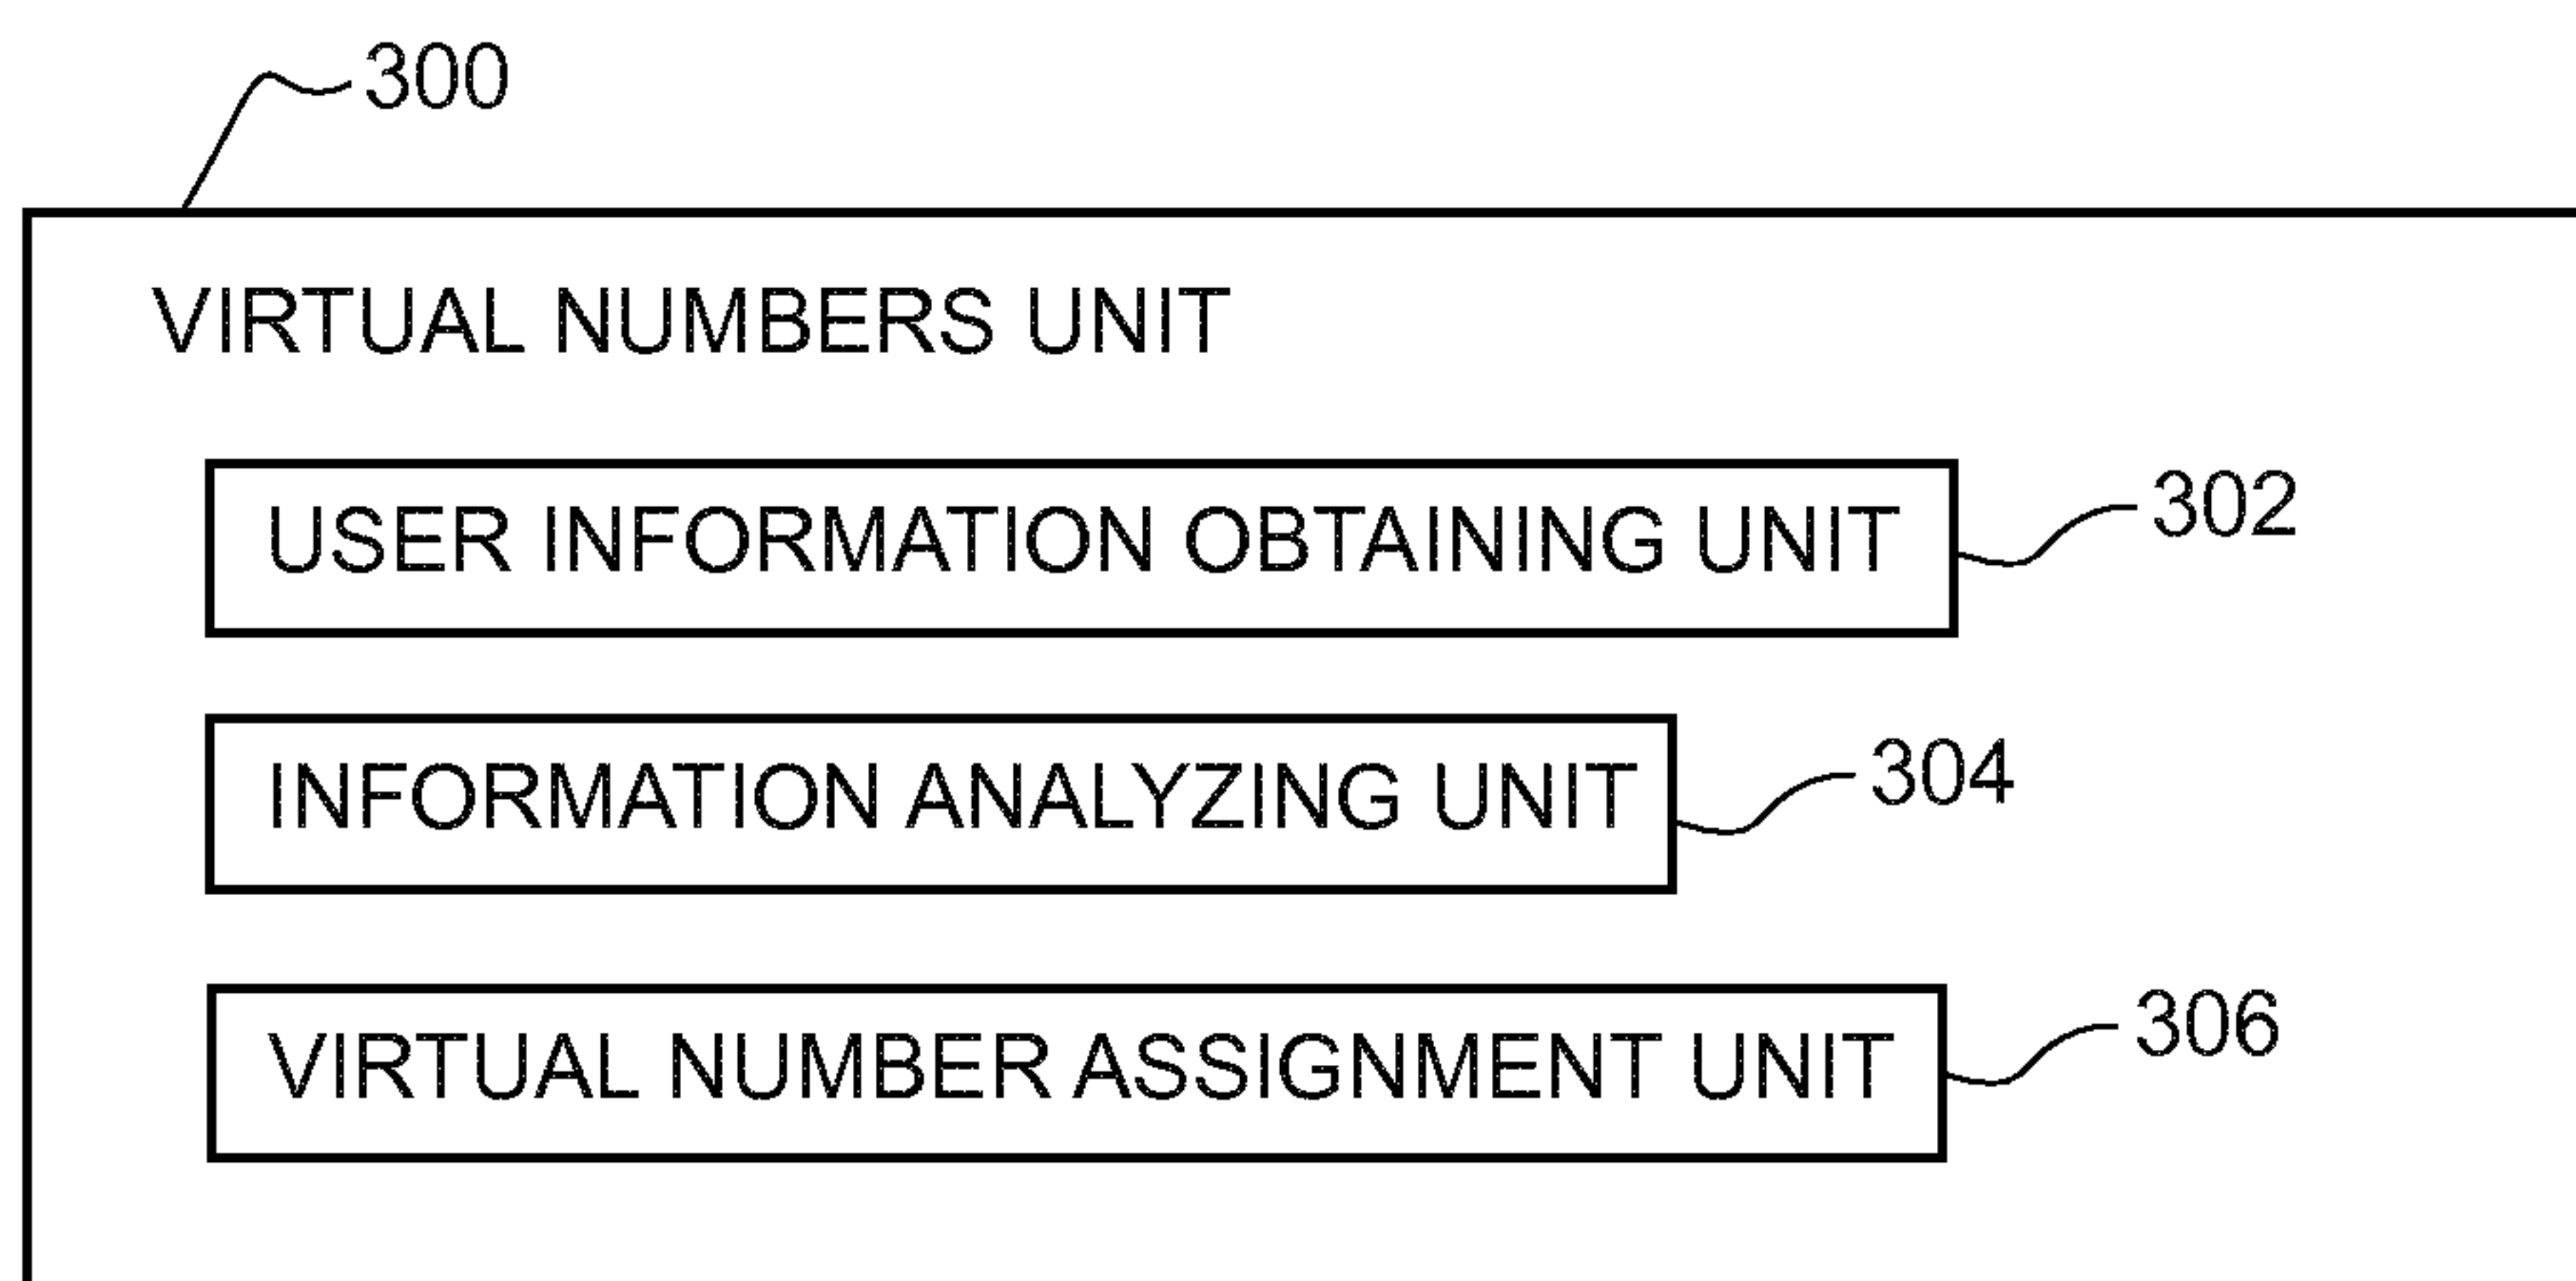 300
VIRTUAL NUMBERS UNIT
USER INFORMATION OBTAINING UNIT
302
INFORMATION ANALYZING UNIT
304
VIRTUAL NUMBER ASSIGNMENT UNIT
306